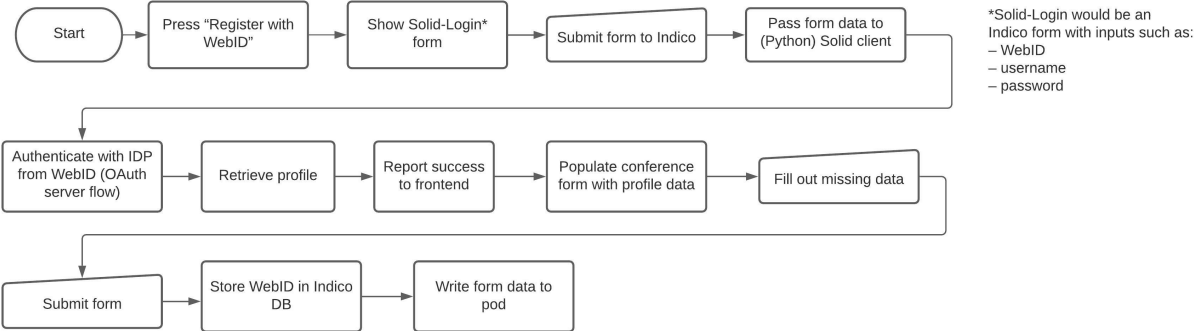 Start
Press “Register with
WebID”
Show Solid-Login*
form
Submit form to Indico
Pass form data to
(Python) Solid client
*Solid-Login would be an
Indico form with inputs such as:
– WebID
– username
– password
Authenticate with IDP
from WebID (OAuth
server flow)
Retrieve profile
Report success
to frontend
Populate conference
form with profile data
Fill out missing data
Submit form
Store WebID in Indico
DB
Write form data to
pod